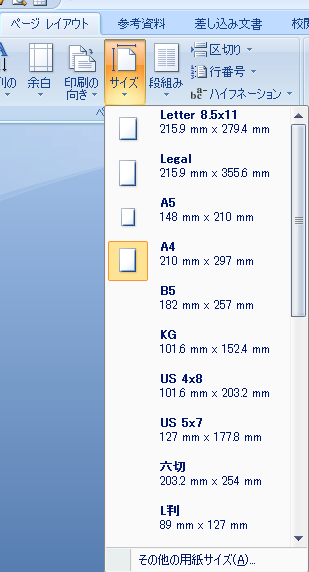 ページ レイアウト
参考資料
差し込み文書
校閲
余白
印刷の
向き
サイズ
段組み
区切り
行番号
ハイフネーション
Letter 8.5x11
215.9 mm x 279.4 mm
Legal
215.9 mm x 355.6 mm
A5
148 mm x 210 mm
A4
210 mm x 297 mm
B5
182 mm x 257 mm
KG
101.6 mm x 152.4 mm
US 4x8
101.6 mm x 203.2 mm
US 5x7
127 mm x 177.8 mm
六切
203.2 mm x 254 mm
L判
89 mm x 127 mm
その他の用紙サイズ(A)...